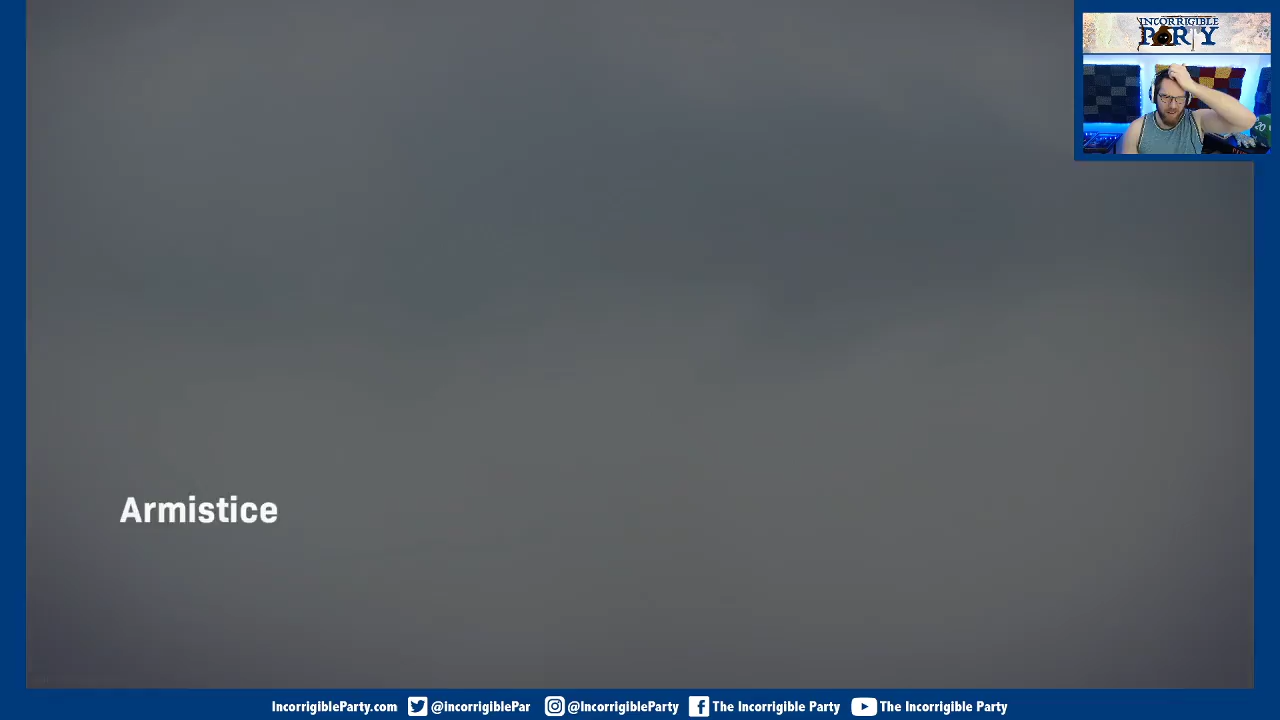 INCORRIGIBLE
PARTY
Armistice
IncorrigibleParty.com @IncorrigiblePar @IncorrigibleParty The Incorrigible Party The Incorrigible Party